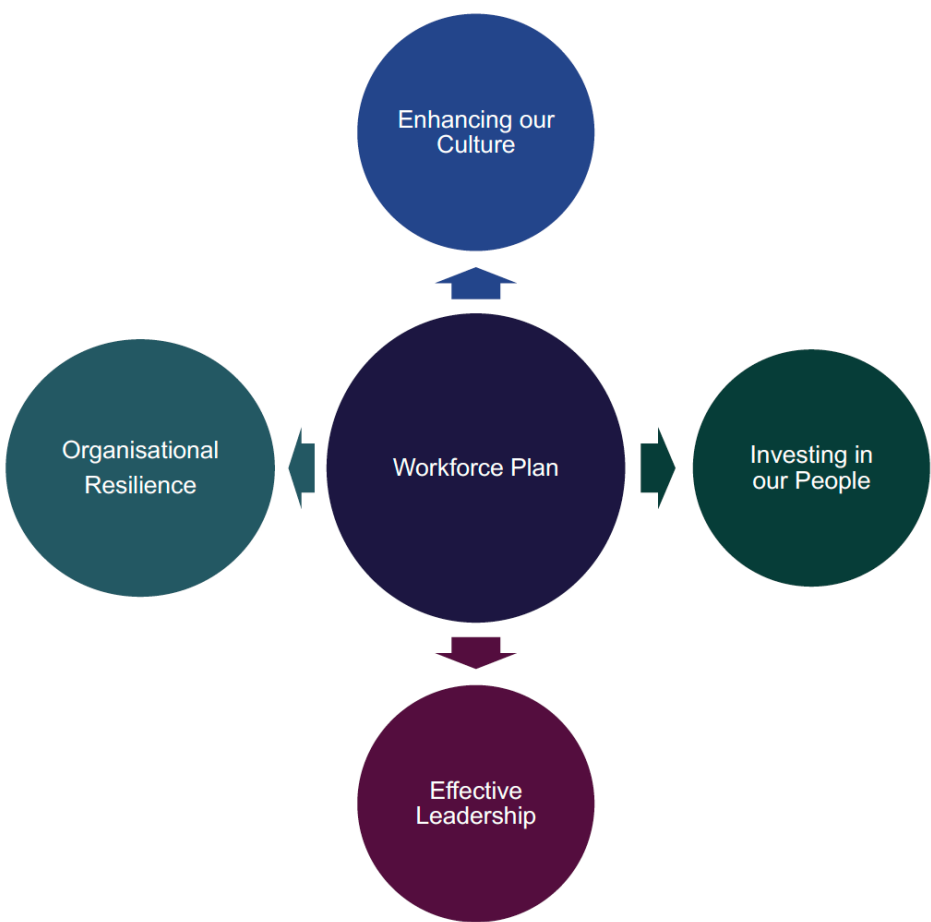 Enhancing our
Culture
Organisational
Resilience
Workforce Plan
Investing in
our People
Effective
Leadership